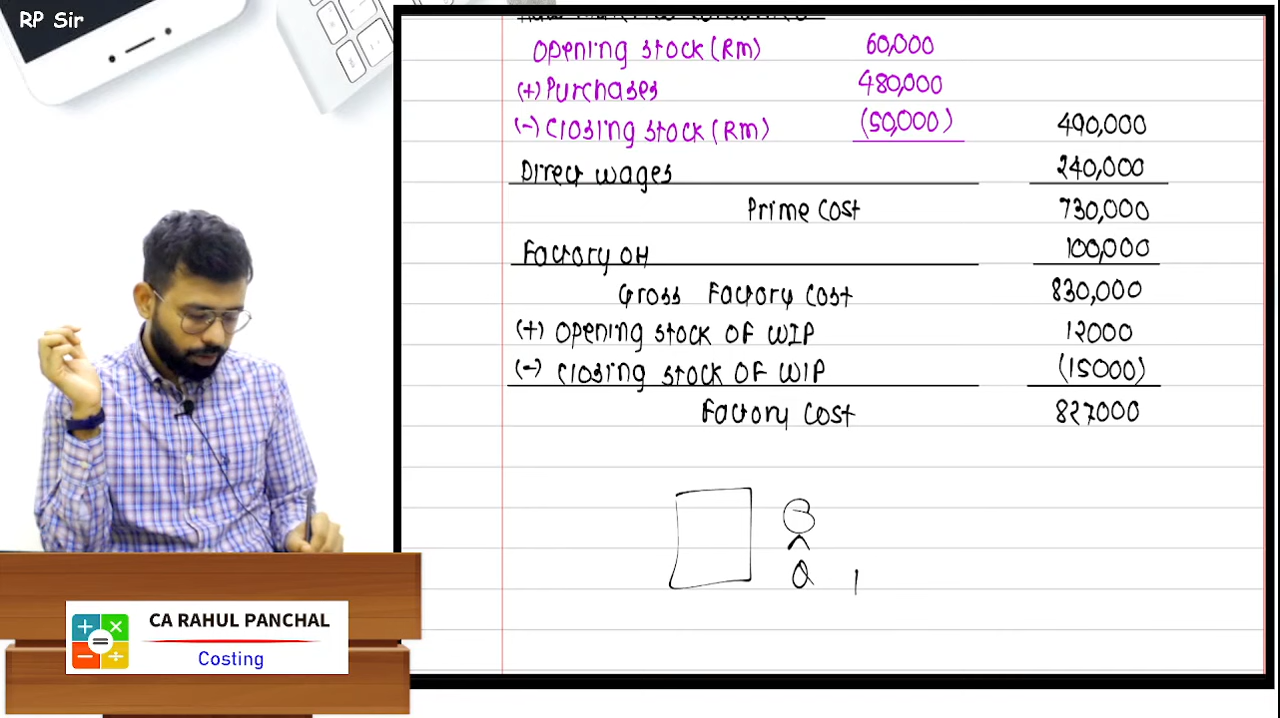 RP Sir
Opening stock (Rm) 60,000
(+) Purchases 480,000
(-) Closing stock (Rm) (50,000) 490,000
Direct wages 240,000
Prime Cost 730,000
Factory OH 100,000
Gross Factory Cost 830,000
(+) Opening stock OF WIP 12000
(-) Closing stock OF WIP (15000)
Factory Cost 827000
CA RAHUL PANCHAL
Costing